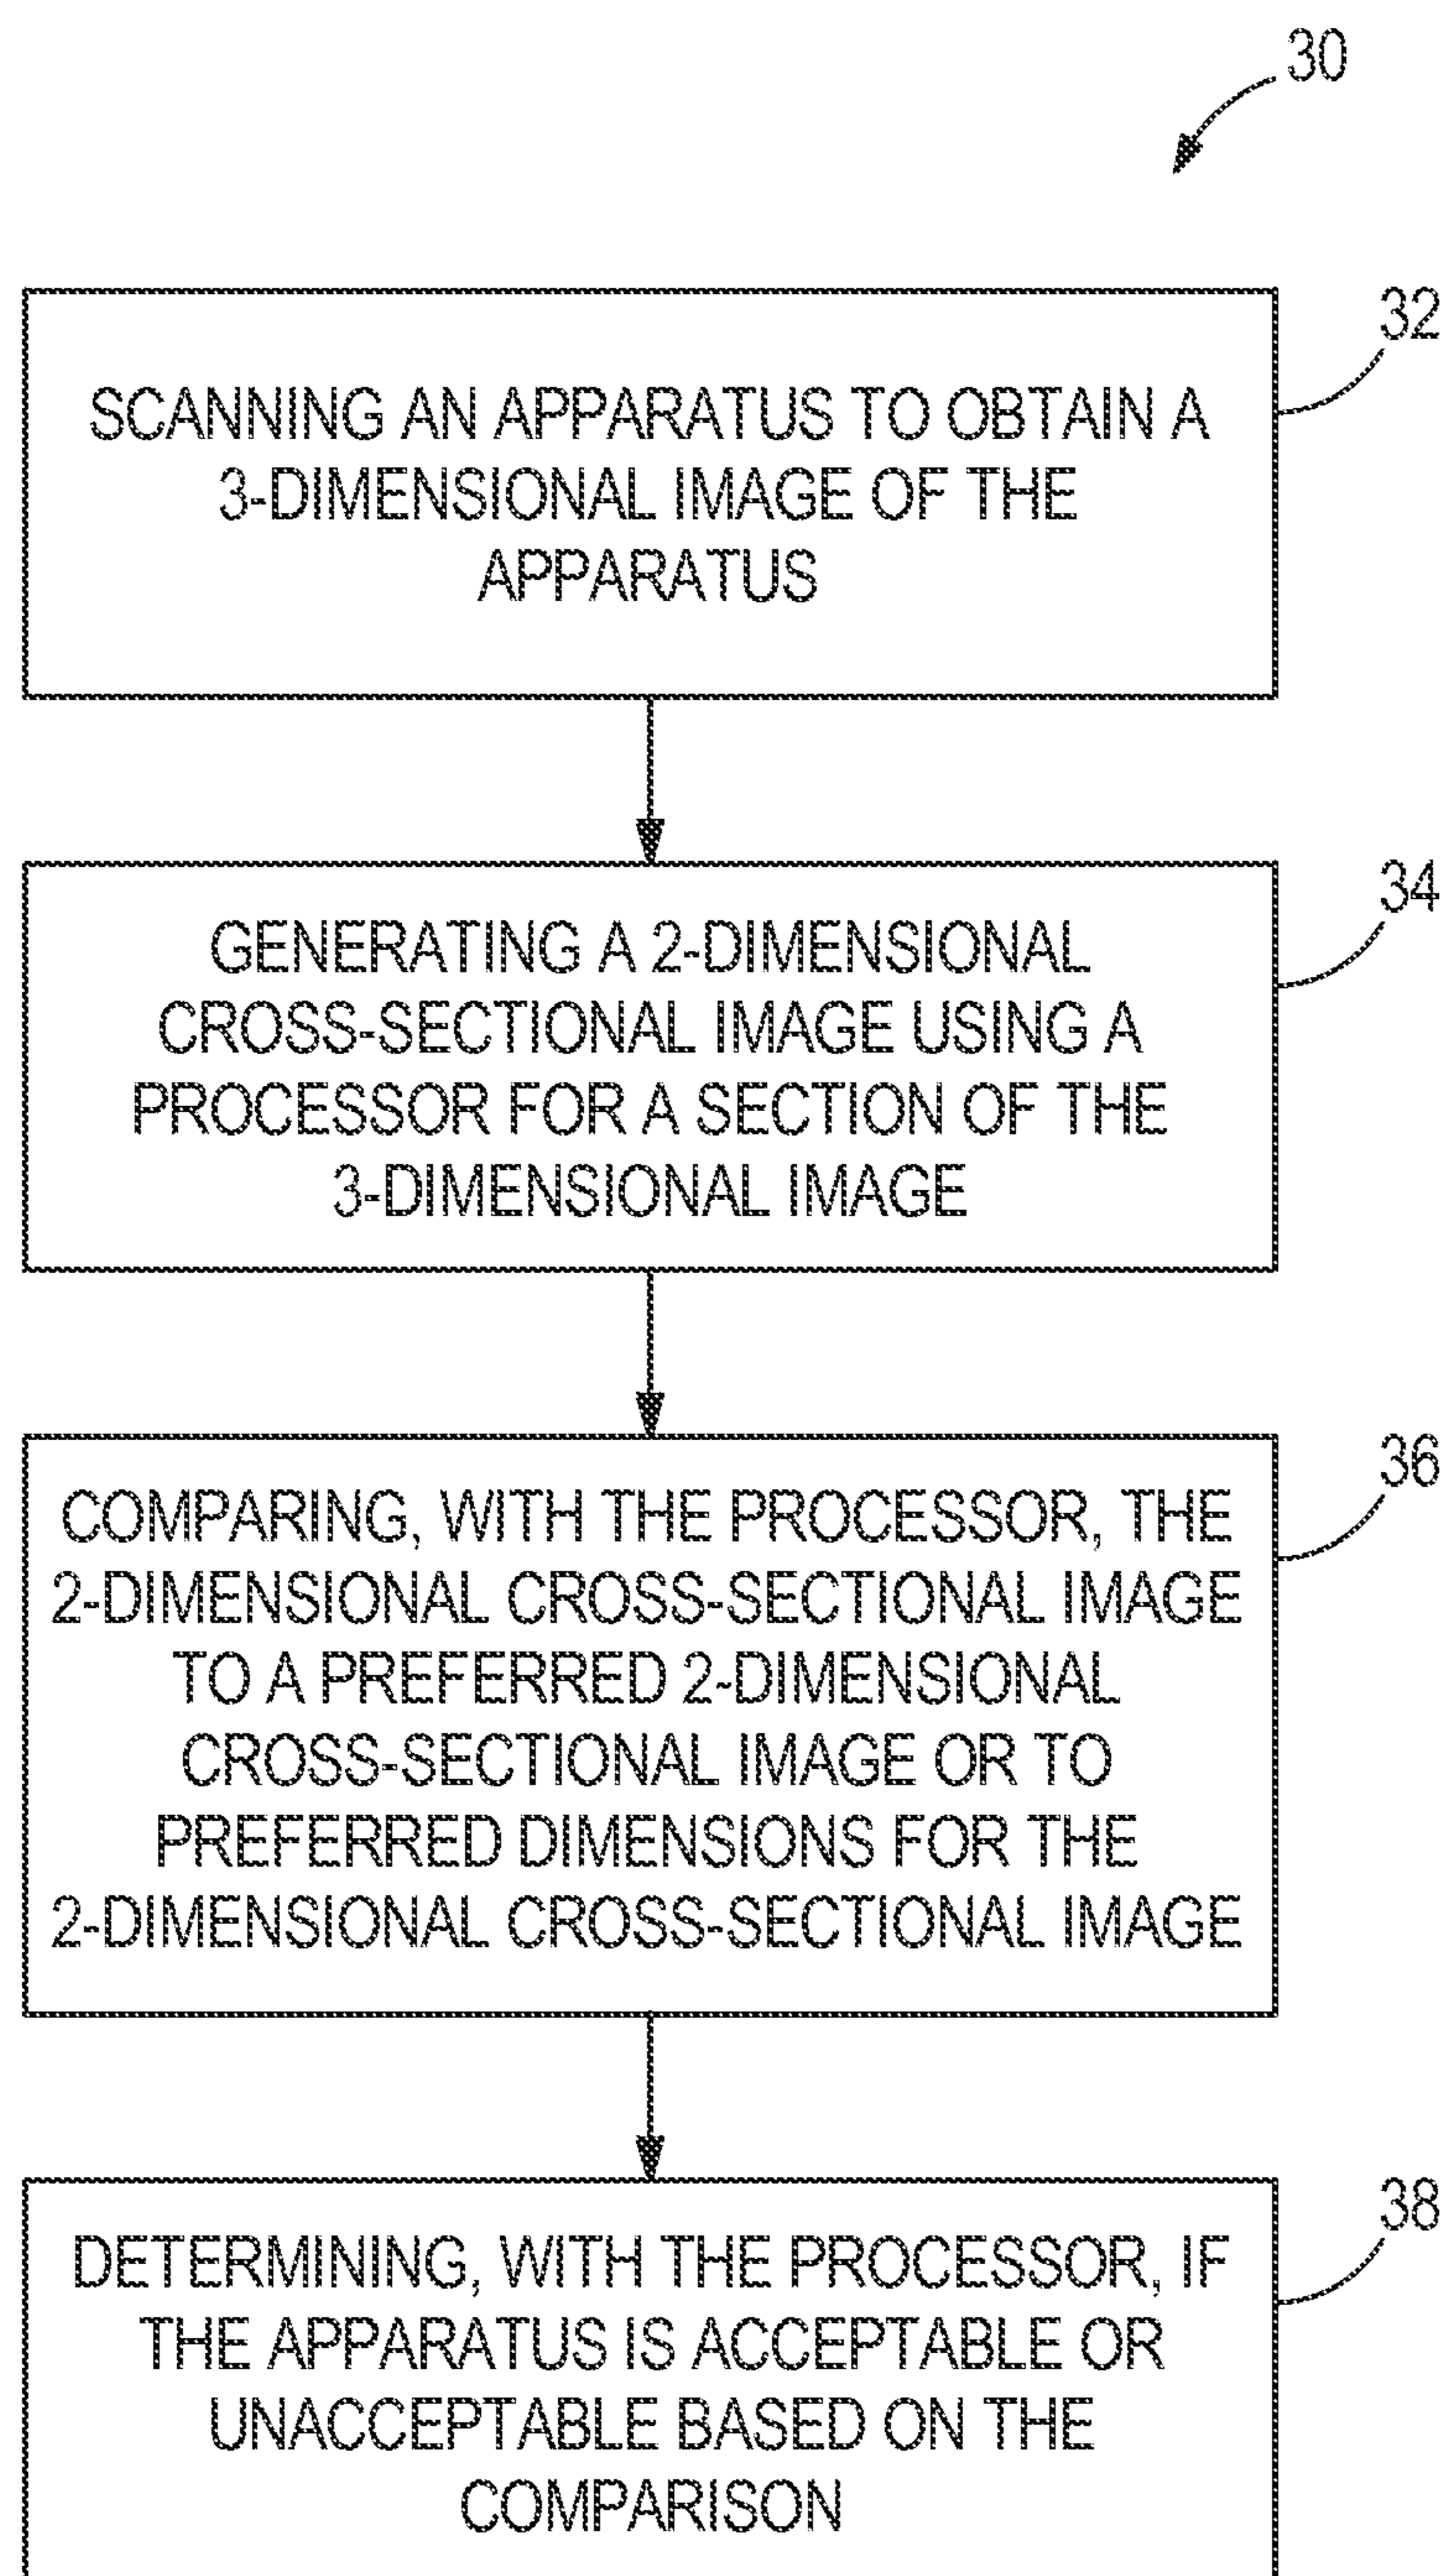 30
32
SCANNING AN APPARATUS TO OBTAIN A
3-DIMENSIONAL IMAGE OF THE
APPARATUS
34
GENERATING A 2-DIMENSIONAL
CROSS-SECTIONAL IMAGE USING A
PROCESSOR FOR A SECTION OF THE
3-DIMENSIONAL IMAGE
36
COMPARING, WITH THE PROCESSOR, THE
2-DIMENSIONAL CROSS-SECTIONAL IMAGE
TO A PREFERRED 2-DIMENSIONAL
CROSS-SECTIONAL IMAGE OR TO
PREFERRED DIMENSIONS FOR THE
2-DIMENSIONAL CROSS-SECTIONAL IMAGE
38
DETERMINING, WITH THE PROCESSOR, IF
THE APPARATUS IS ACCEPTABLE OR
UNACCEPTABLE BASED ON THE
COMPARISON